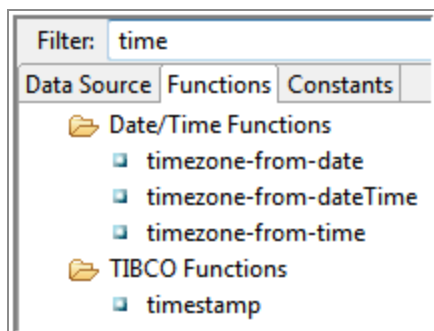 Filter: time
Data Source Functions Constants
Date/Time Functions
timezone-from-date
timezone-from-dateTime
timezone-from-time
TIBCO Functions
timestamp